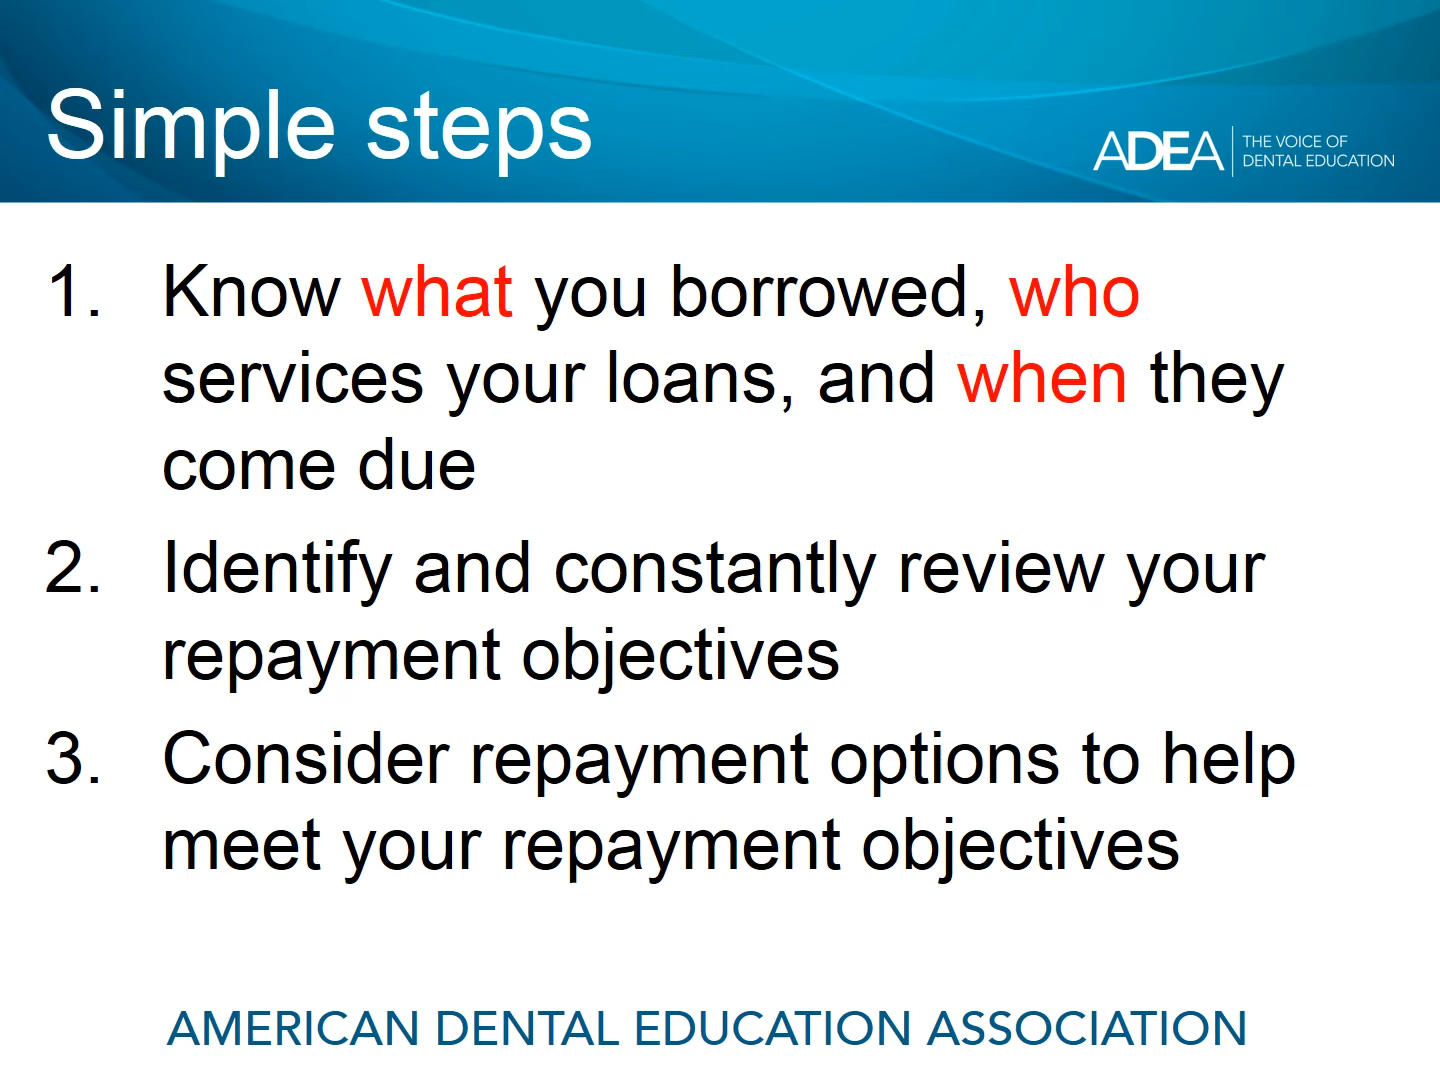 Simple steps
ADEA
THE VOICE OF
DENTAL EDUCATION
1. Know what you borrowed, who
services your loans, and when they
come due
2. Identify and constantly review your
repayment objectives
3. Consider repayment options to help
meet your repayment objectives
AMERICAN DENTAL EDUCATION ASSOCIATION